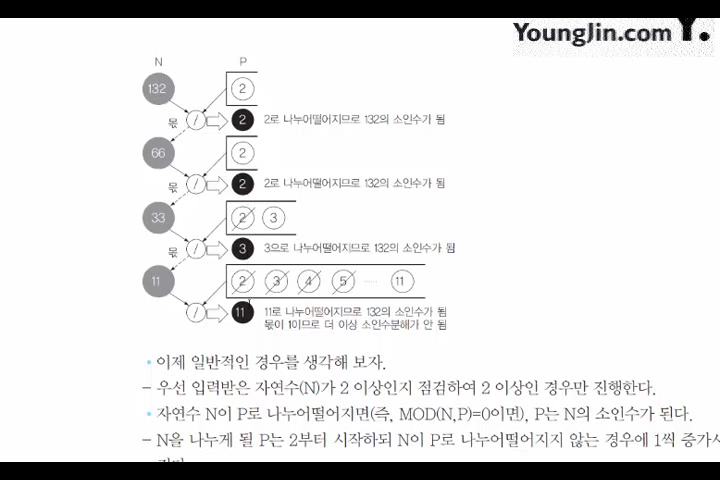 YoungJin.com Y.
N P
132 2
몫 / 2 2로 나누어떨어지므로 132의 소인수가 됨
66 2
몫 / 2 2로 나누어떨어지므로 132의 소인수가 됨
33 2 3
몫 / 3 3으로 나누어떨어지므로 132의 소인수가 됨
11 2 3 4 5 ···· 11
/ 11 11로 나누어떨어지므로 132의 소인수가 됨
몫이 1이므로 더 이상 소인수분해가 안 됨
• 이제 일반적인 경우를 생각해 보자.
– 우선 입력받은 자연수(N)가 2 이상인지 점검하여 2 이상인 경우만 진행한다.
• 자연수 N이 P로 나누어떨어지면(즉, MOD(N,P)=0이면), P는 N의 소인수가 된다.
– N을 나누게 될 P는 2부터 시작하되 N이 P로 나누어떨어지지 않는 경우에 1씩 증가시